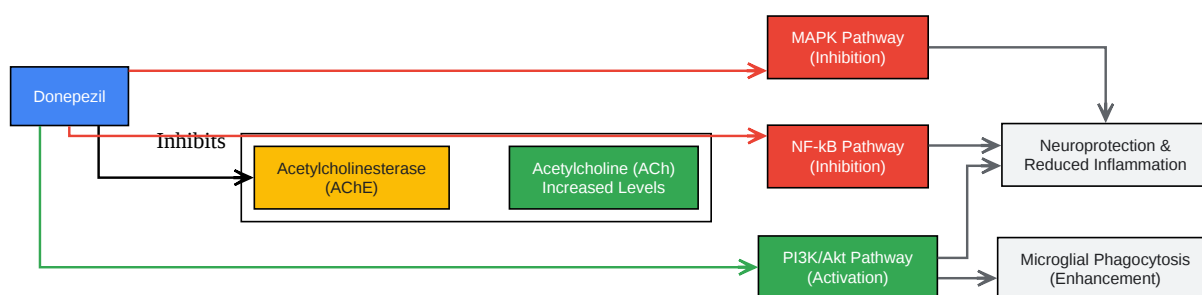 MAPK Pathway
(Inhibition)
Donepezil
Inhibits
Acetylcholinesterase
(AChE)
Acetylcholine (ACh)
Increased Levels
NF-kB Pathway
(Inhibition)
Neuroprotection &
Reduced Inflammation
PI3K/Akt Pathway
(Activation)
Microglial Phagocytosis
(Enhancement)